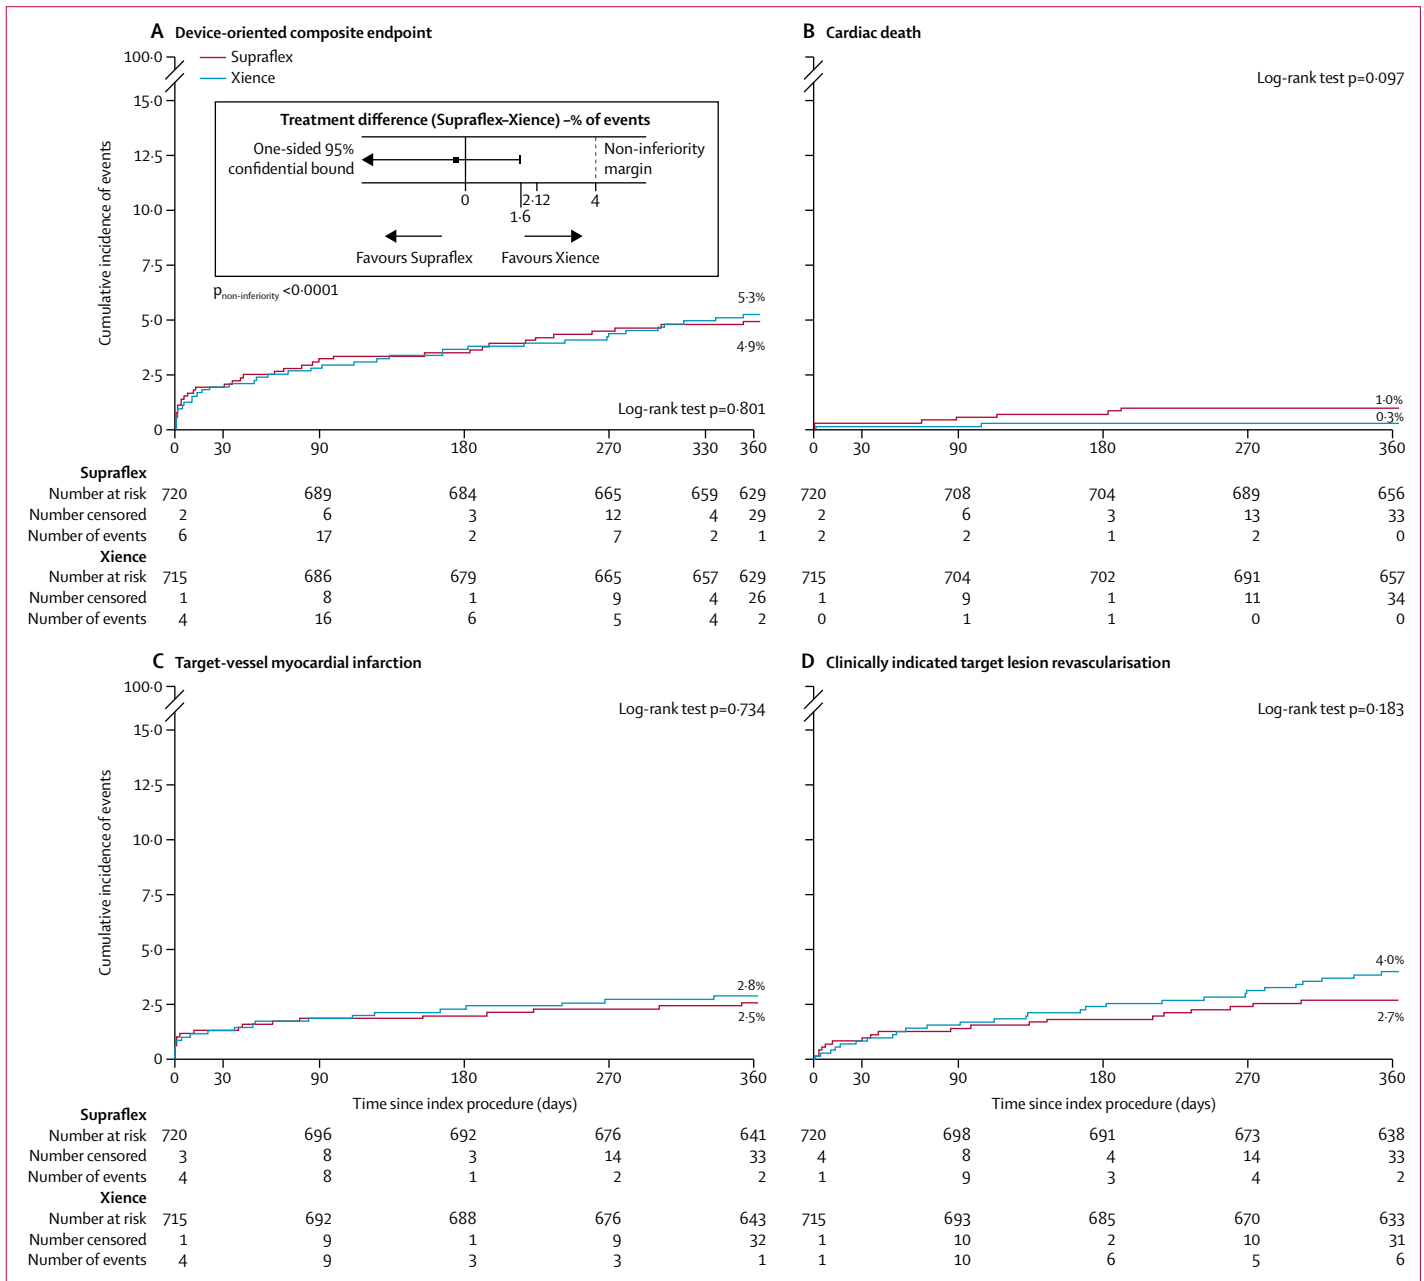 A Device-oriented composite endpoint
Supraflex
Xience
100·0
15·0
12·5
10·0
7·5
5·0
2·5
0
Cumulative incidence of events
Treatment difference (Supraflex–Xience) –% of events
One-sided 95%
confidential bound
Non-inferiority
margin
0
2·12
4
1·6
Favours Supraflex
Favours Xience
pnon-inferiority <0·0001
5·3%
4·9%
Log-rank test p=0·801
0 30 90 180 270 330 360
Supraflex
Number at risk 720 689 684 665 659 629
Number censored 2 6 3 12 4 29
Number of events 6 17 2 7 2 1
Xience
Number at risk 715 686 679 665 657 629
Number censored 1 8 1 9 4 26
Number of events 4 16 6 5 4 2
B Cardiac death
Log-rank test p=0·097
1·0%
0·3%
0 30 90 180 270 360
720 708 704 689 656
2 6 3 13 33
2 2 1 2 0
715 704 702 691 657
1 9 1 11 34
0 1 1 0 0
C Target-vessel myocardial infarction
100·0
15·0
12·5
10·0
7·5
5·0
2·5
0
Cumulative incidence of events
Log-rank test p=0·734
2·8%
2·5%
0 30 90 180 270 360
Time since index procedure (days)
Supraflex
Number at risk 720 696 692 676 641
Number censored 3 8 3 14 33
Number of events 4 8 1 2 2
Xience
Number at risk 715 692 688 676 643
Number censored 1 9 1 9 32
Number of events 4 9 3 3 1
D Clinically indicated target lesion revascularisation
Log-rank test p=0·183
4·0%
2·7%
0 30 90 180 270 360
Time since index procedure (days)
720 698 691 673 638
4 8 4 14 33
1 9 3 4 2
715 693 685 670 633
1 10 2 10 31
1 10 6 5 6